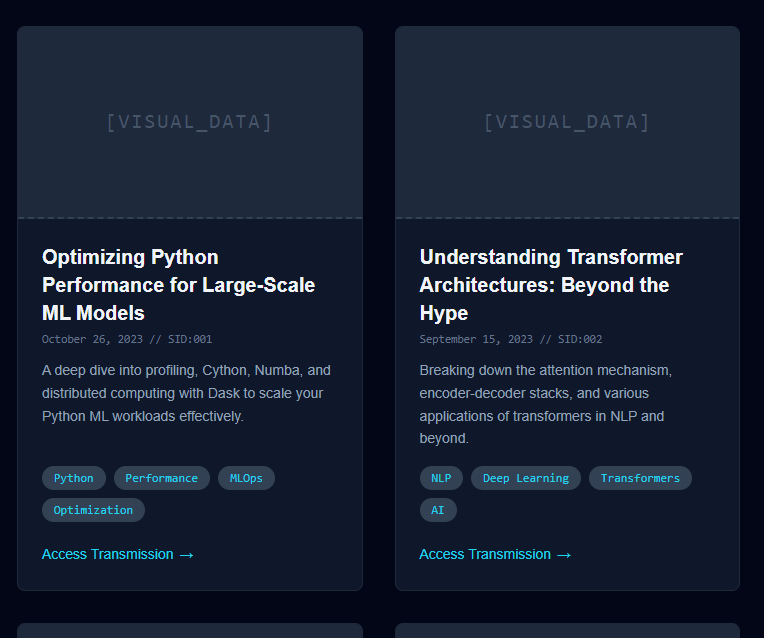 [VISUAL_DATA]
Optimizing Python
Performance for Large-Scale
ML Models
October 26, 2023 // SID:001
A deep dive into profiling, Cython, Numba, and
distributed computing with Dask to scale your
Python ML workloads effectively.
Python Performance MLOps
Optimization
Access Transmission →
[VISUAL_DATA]
Understanding Transformer
Architectures: Beyond the
Hype
September 15, 2023 // SID:002
Breaking down the attention mechanism,
encoder-decoder stacks, and various
applications of transformers in NLP and
beyond.
NLP Deep Learning Transformers
AI
Access Transmission →